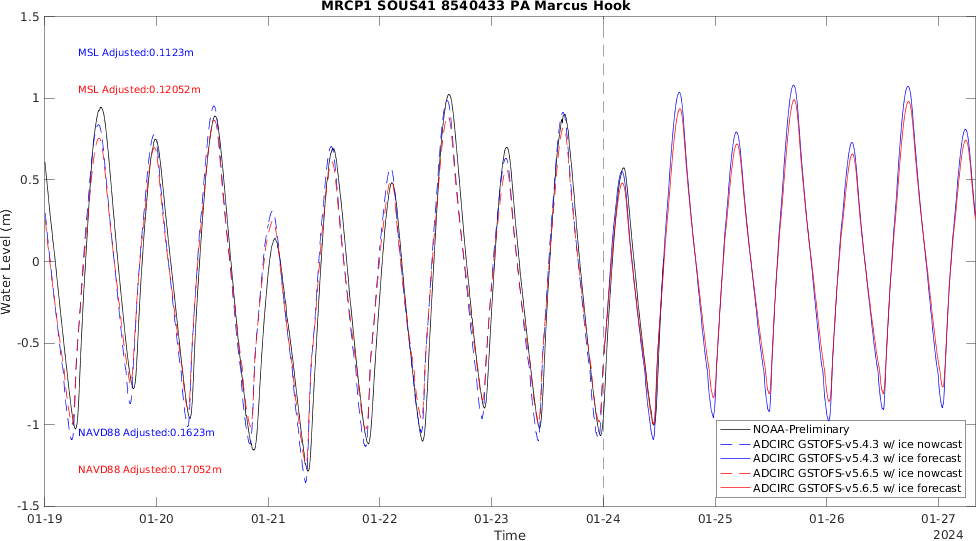 MRCP1 SOUS41 8540433 PA Marcus Hook
1.5
MSL Adjusted:0.1123m
MSL Adjusted:0.12052m
1
0.5
0
-0.5
-1
-1.5
Water Level (m)
NAVD88 Adjusted:0.1623m
NAVD88 Adjusted:0.17052m
NOAA-Preliminary
ADCIRC GSTOFS-v5.4.3 w/ ice nowcast
ADCIRC GSTOFS-v5.4.3 w/ ice forecast
ADCIRC GSTOFS-v5.6.5 w/ ice nowcast
ADCIRC GSTOFS-v5.6.5 w/ ice forecast
01-19 01-20 01-21 01-22 01-23 01-24 01-25 01-26 01-27
Time
2024